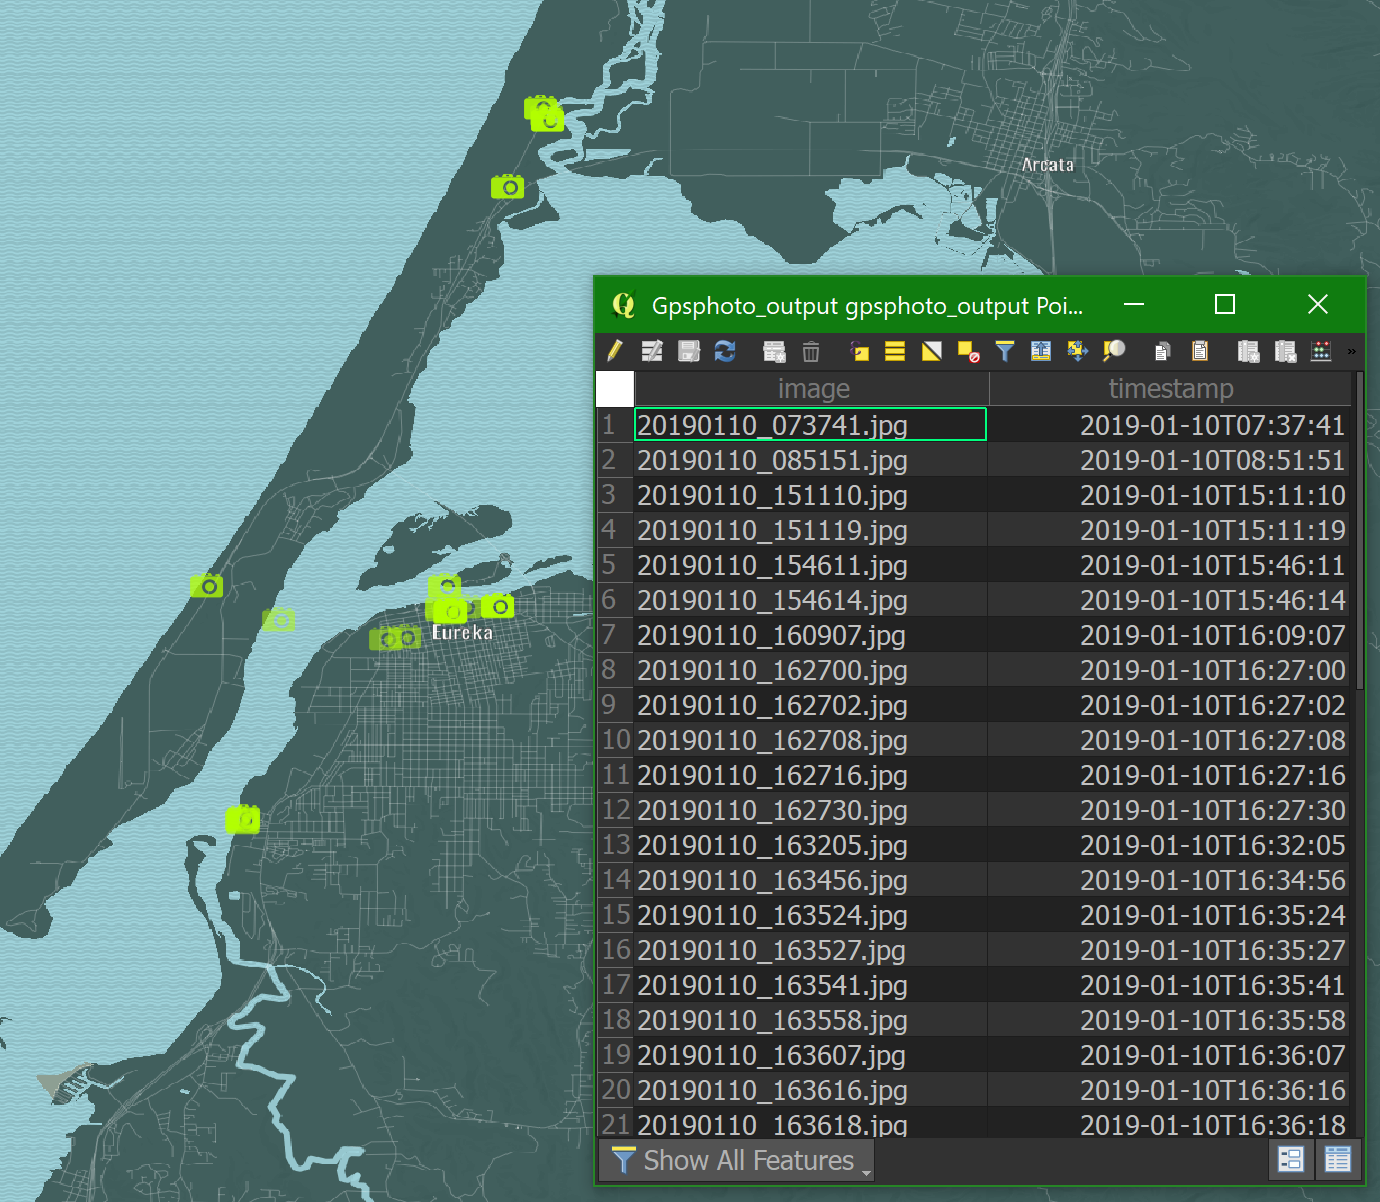 Arcata
Eureka
Gpsphoto_output gpsphoto_output Poi...
»
image timestamp
1 20190110_073741.jpg 2019-01-10T07:37:41
2 20190110_085151.jpg 2019-01-10T08:51:51
3 20190110_151110.jpg 2019-01-10T15:11:10
4 20190110_151119.jpg 2019-01-10T15:11:19
5 20190110_154611.jpg 2019-01-10T15:46:11
6 20190110_154614.jpg 2019-01-10T15:46:14
7 20190110_160907.jpg 2019-01-10T16:09:07
8 20190110_162700.jpg 2019-01-10T16:27:00
9 20190110_162702.jpg 2019-01-10T16:27:02
10 20190110_162708.jpg 2019-01-10T16:27:08
11 20190110_162716.jpg 2019-01-10T16:27:16
12 20190110_162730.jpg 2019-01-10T16:27:30
13 20190110_163205.jpg 2019-01-10T16:32:05
14 20190110_163456.jpg 2019-01-10T16:34:56
15 20190110_163524.jpg 2019-01-10T16:35:24
16 20190110_163527.jpg 2019-01-10T16:35:27
17 20190110_163541.jpg 2019-01-10T16:35:41
18 20190110_163558.jpg 2019-01-10T16:35:58
19 20190110_163607.jpg 2019-01-10T16:36:07
20 20190110_163616.jpg 2019-01-10T16:36:16
21 20190110_163618.jpg 2019-01-10T16:36:18
Show All Features